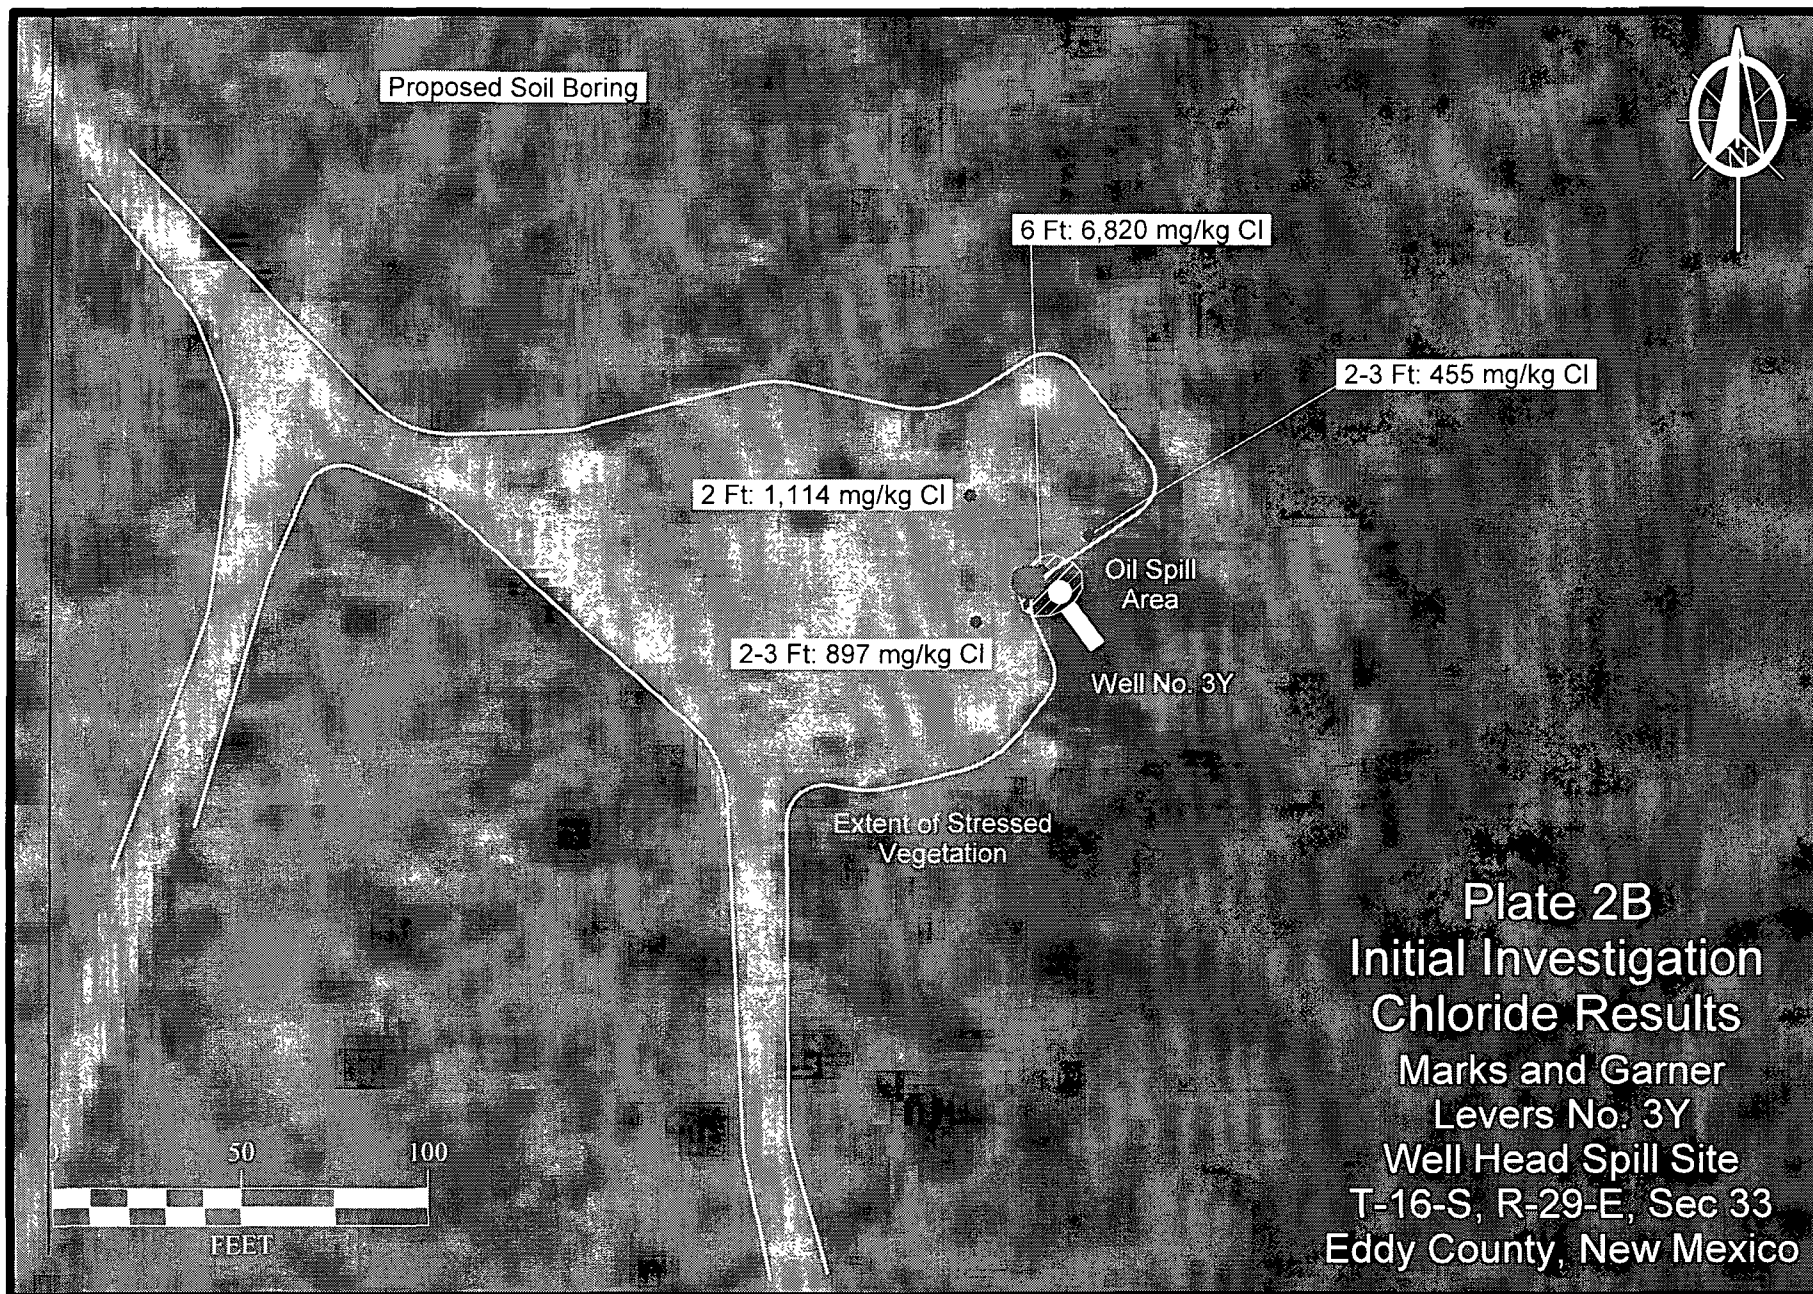 Proposed Soil Boring
N
6 Ft: 6,820 mg/kg Cl
2-3 Ft: 455 mg/kg Cl
2 Ft: 1,114 mg/kg Cl
Oil Spill
Area
2-3 Ft: 897 mg/kg Cl
Well No. 3Y
Extent of Stressed
Vegetation
Plate 2B
Initial Investigation
Chloride Results
Marks and Garner
Levers No. 3Y
Well Head Spill Site
T-16-S, R-29-E, Sec 33
Eddy County, New Mexico
0 50 100
FEET